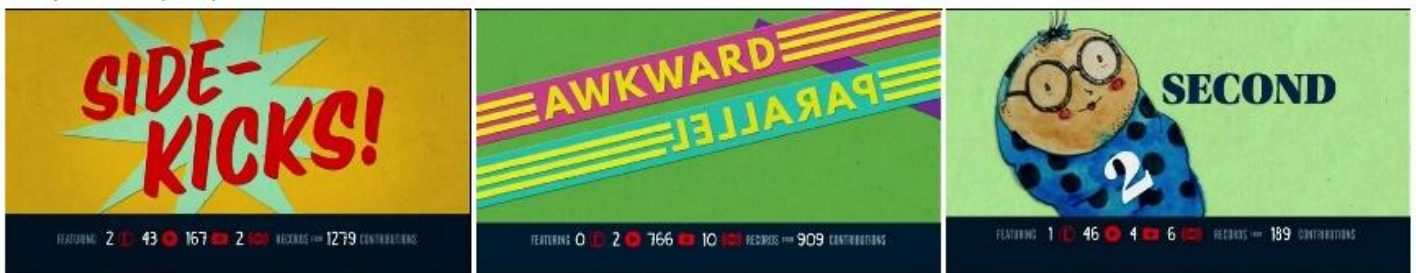 SIDE-
KICKS!
FEATURING 2 43 167 2 RECORDS FROM 1279 CONTRIBUTIONS
AWKWARD
PARALLEL
FEATURING 0 2 766 10 RECORDS FROM 909 CONTRIBUTIONS
SECOND
2
FEATURING 1 46 4 6 RECORDS FROM 189 CONTRIBUTIONS